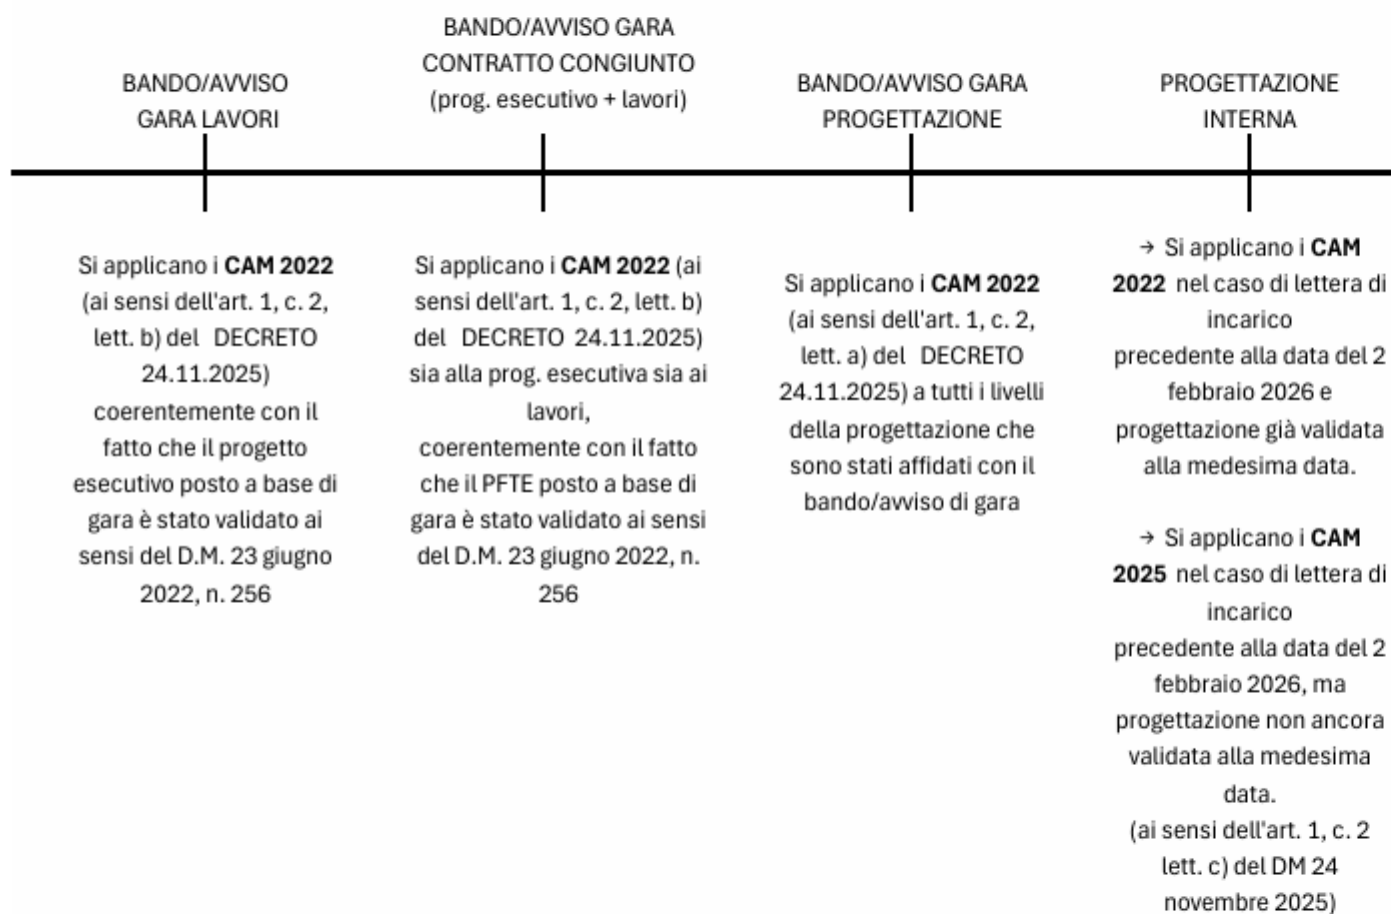 BANDO/AVVISO
GARA LAVORI
Si applicano i CAM 2022
(ai sensi dell'art. 1, c. 2,
lett. b) del DECRETO
24.11.2025)
coerentemente con il
fatto che il progetto
esecutivo posto a base di
gara è stato validato ai
sensi del D.M. 23 giugno
2022, n. 256
BANDO/AVVISO GARA
CONTRATTO CONGIUNTO
(prog. esecutivo + lavori)
Si applicano i CAM 2022 (ai
sensi dell'art. 1, c. 2, lett. b)
del DECRETO 24.11.2025)
sia alla prog. esecutiva sia ai
lavori,
coerentemente con il fatto
che il PFTE posto a base di
gara è stato validato ai sensi
del D.M. 23 giugno 2022, n.
256
BANDO/AVVISO GARA
PROGETTAZIONE
Si applicano i CAM 2022
(ai sensi dell'art. 1, c. 2,
lett. a) del DECRETO
24.11.2025) a tutti i livelli
della progettazione che
sono stati affidati con il
bando/avviso di gara
PROGETTAZIONE
INTERNA
→ Si applicano i CAM
2022 nel caso di lettera di
incarico
precedente alla data del 2
febbraio 2026 e
progettazione già validata
alla medesima data.
→ Si applicano i CAM
2025 nel caso di lettera di
incarico
precedente alla data del 2
febbraio 2026, ma
progettazione non ancora
validata alla medesima
data.
(ai sensi dell'art. 1, c. 2
lett. c) del DM 24
novembre 2025)